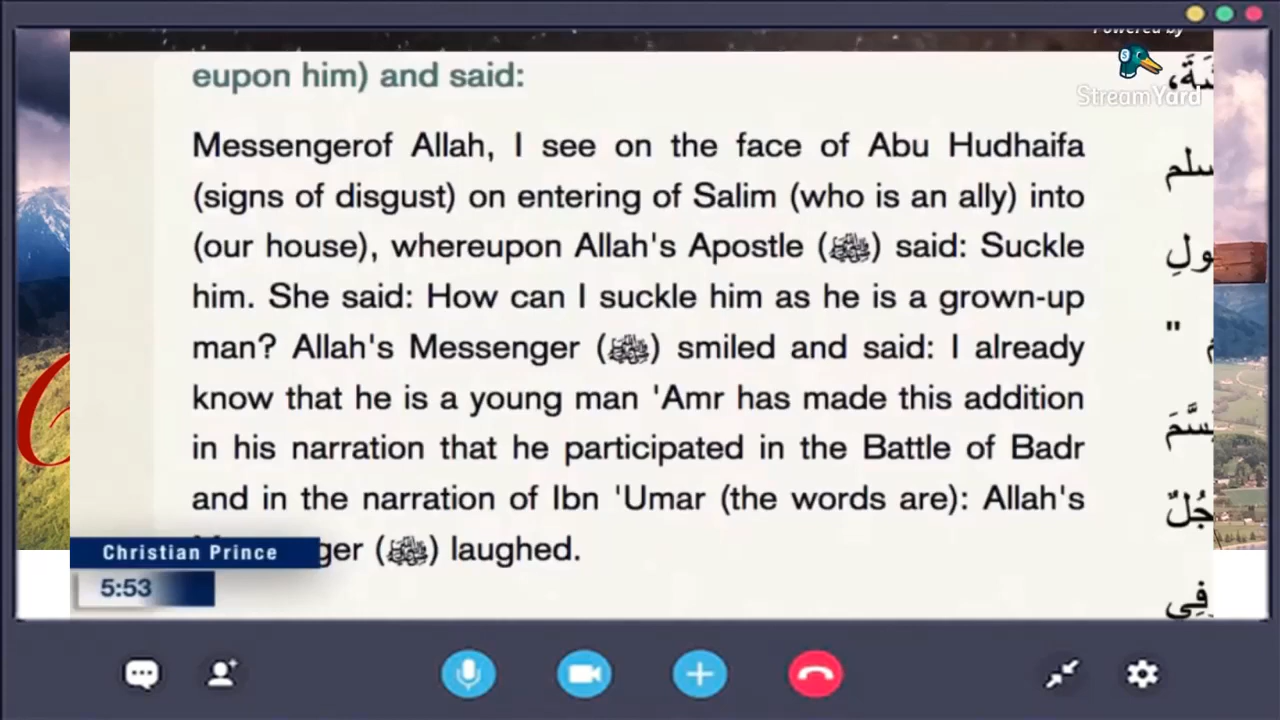 Powered by
StreamYard
eupon him) and said:
Messengerof Allah, I see on the face of Abu Hudhaifa
(signs of disgust) on entering of Salim (who is an ally) into
(our house), whereupon Allah's Apostle (ﷺ) said: Suckle
him. She said: How can I suckle him as he is a grown-up
man? Allah's Messenger (ﷺ) smiled and said: I already
know that he is a young man 'Amr has made this addition
in his narration that he participated in the Battle of Badr
and in the narration of Ibn 'Umar (the words are): Allah's
ger (ﷺ) laughed.
Christian Prince
5:53